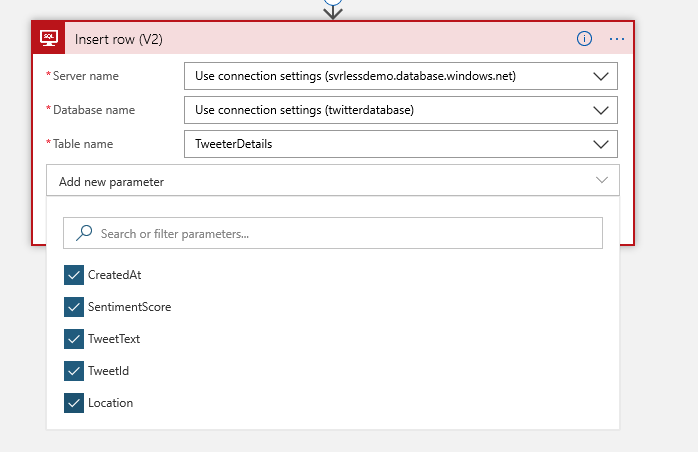 SQL Insert row (V2)
*Server name Use connection settings (svrlessdemo.database.windows.net)
*Database name Use connection settings (twitterdatabase)
*Table name TweeterDetails
Add new parameter
Search or filter parameters...
CreatedAt
SentimentScore
TweetText
TweetId
Location